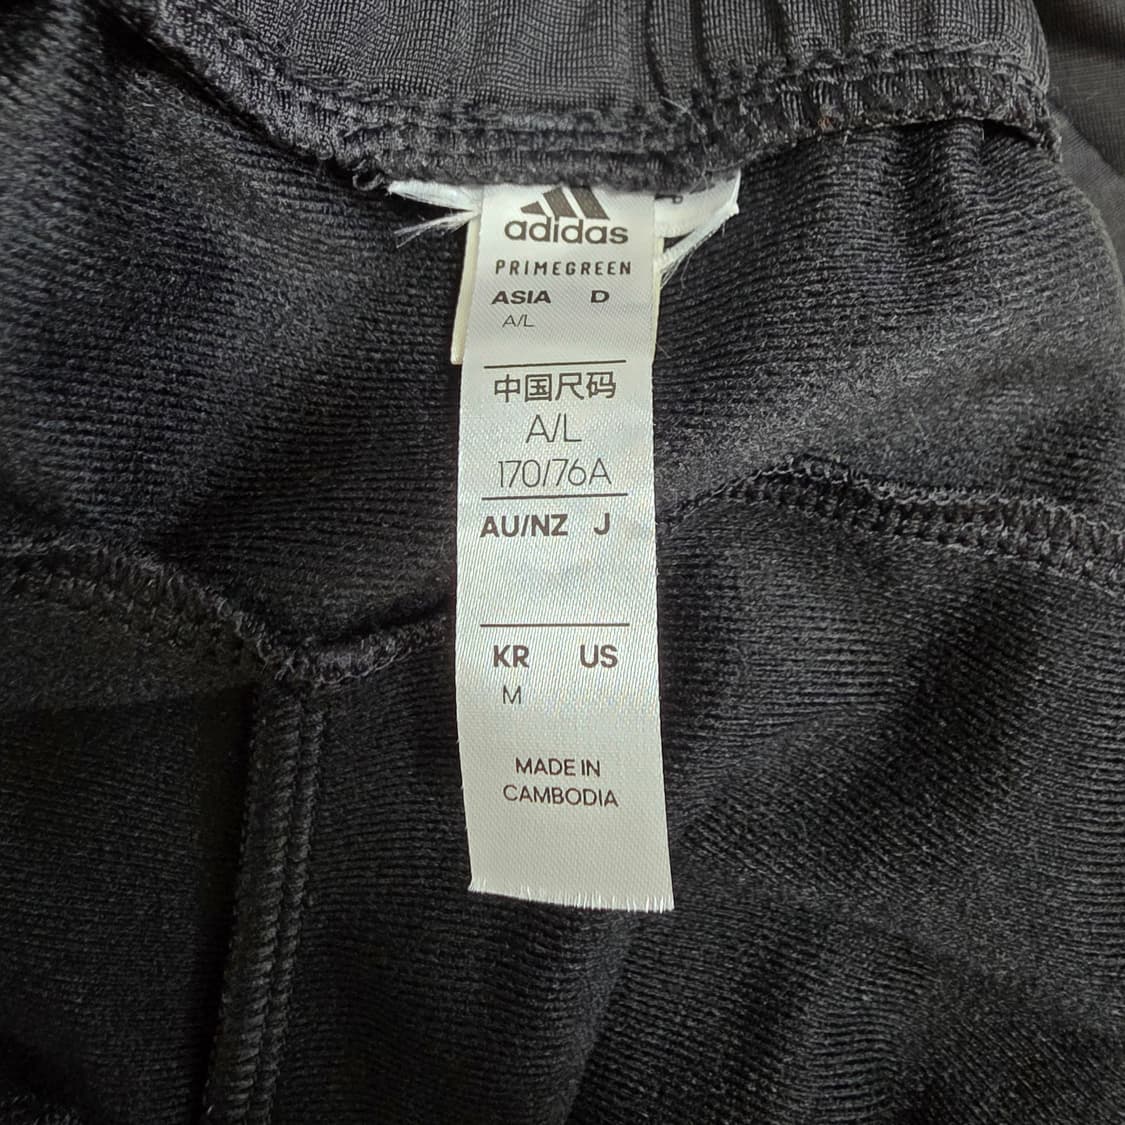 adidas
PRIMEGREEN
ASIA D
A/L
中国尺码
A/L
170/76A
AU/NZ J
KR US
M
MADE IN
CAMBODIA